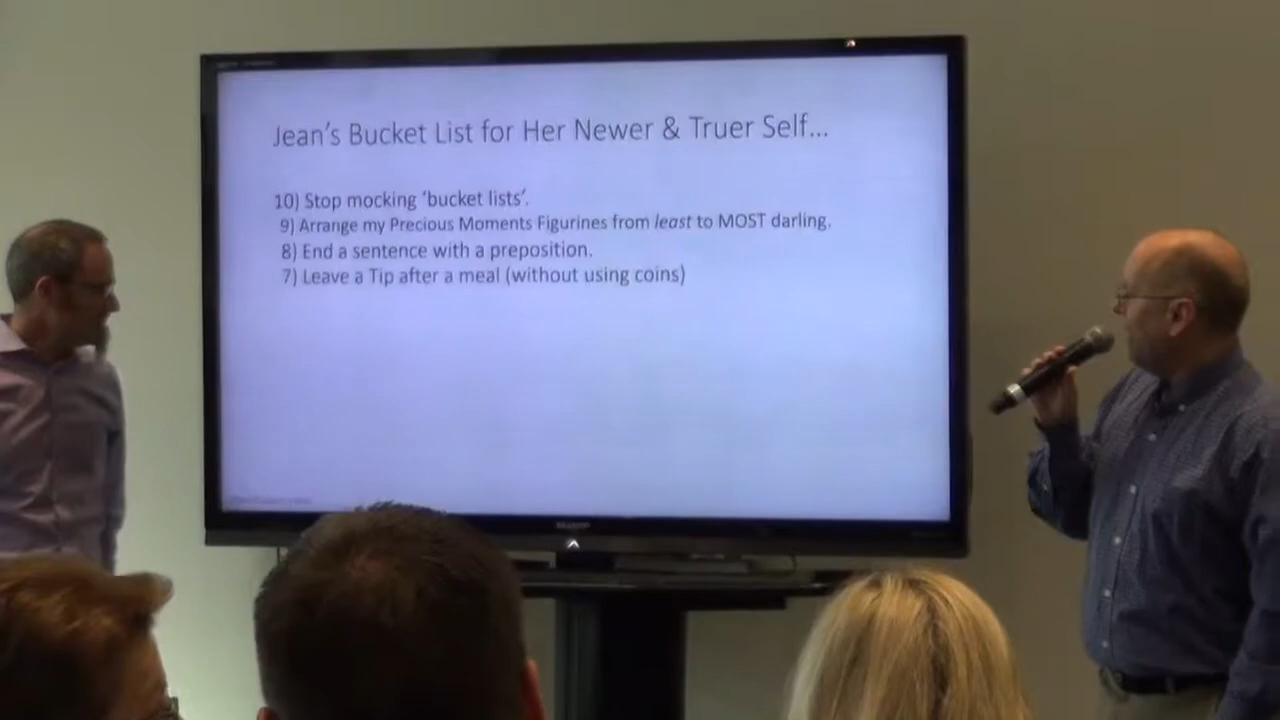 Jean's Bucket List for Her Newer & Truer Self...
10) Stop mocking 'bucket lists'.
9) Arrange my Precious Moments Figurines from least to MOST darling.
8) End a sentence with a preposition.
7) Leave a Tip after a meal (without using coins)
SHARP